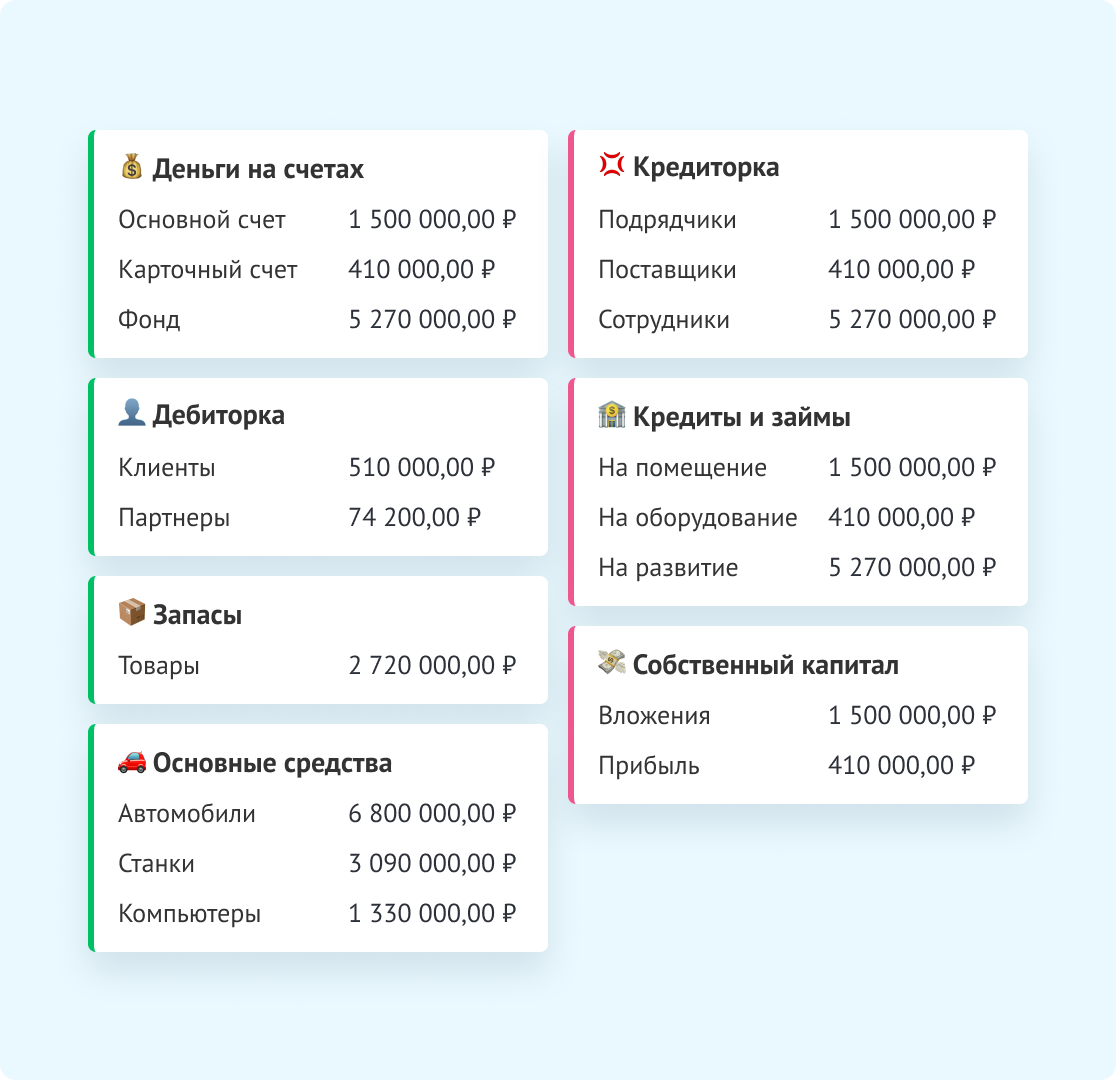 Деньги на счетах
Основной счет 1 500 000,00 ₽
Карточный счет 410 000,00 ₽
Фонд 5 270 000,00 ₽
Дебиторка
Клиенты 510 000,00 ₽
Партнеры 74 200,00 ₽
Запасы
Товары 2 720 000,00 ₽
Основные средства
Автомобили 6 800 000,00 ₽
Станки 3 090 000,00 ₽
Компьютеры 1 330 000,00 ₽
Кредиторка
Подрядчики 1 500 000,00 ₽
Поставщики 410 000,00 ₽
Сотрудники 5 270 000,00 ₽
Кредиты и займы
На помещение 1 500 000,00 ₽
На оборудование 410 000,00 ₽
На развитие 5 270 000,00 ₽
Собственный капитал
Вложения 1 500 000,00 ₽
Прибыль 410 000,00 ₽